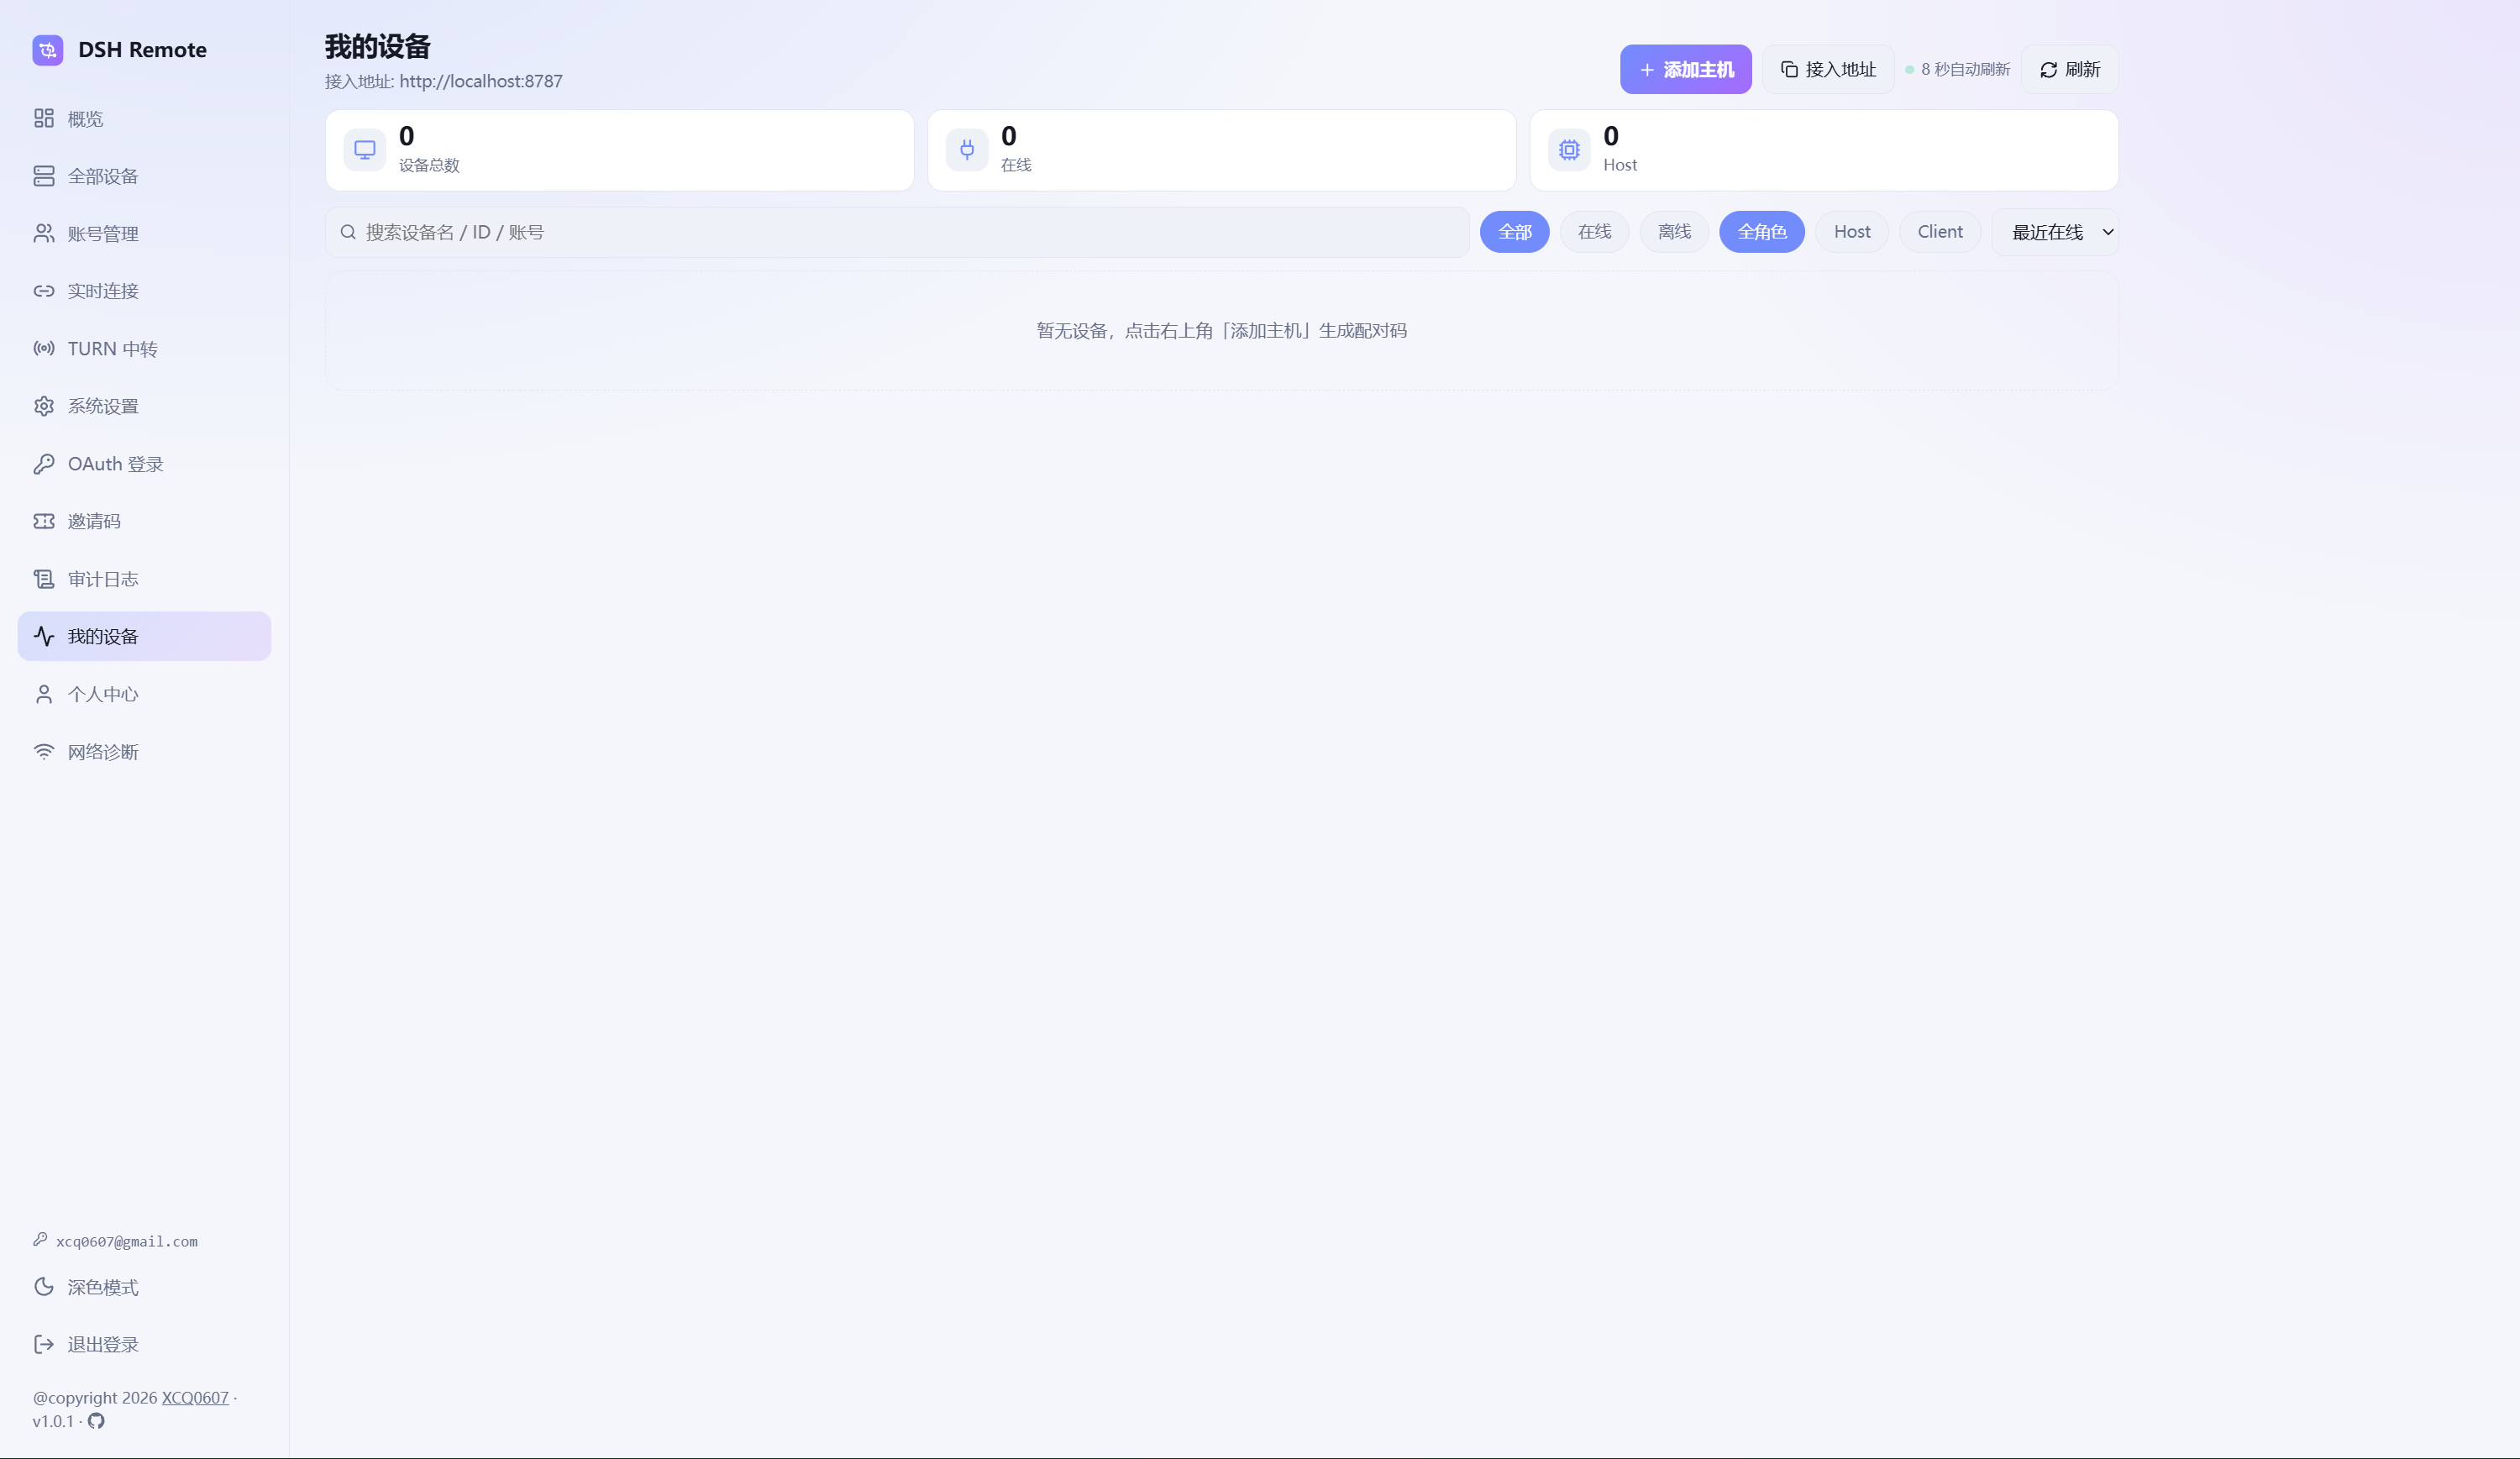 DSH Remote
概览
全部设备
账号管理
实时连接
TURN 中转
系统设置
OAuth 登录
邀请码
审计日志
我的设备
个人中心
网络诊断
xcq0607@gmail.com
深色模式
退出登录
@copyright 2026 XCQ0607 ·
v1.0.1 ·
我的设备
接入地址: http://localhost:8787
添加主机
接入地址
8 秒自动刷新
刷新
0
设备总数
0
在线
0
Host
搜索设备名 / ID / 账号
全部
在线
离线
全角色
Host
Client
最近在线
暂无设备，点击右上角「添加主机」生成配对码